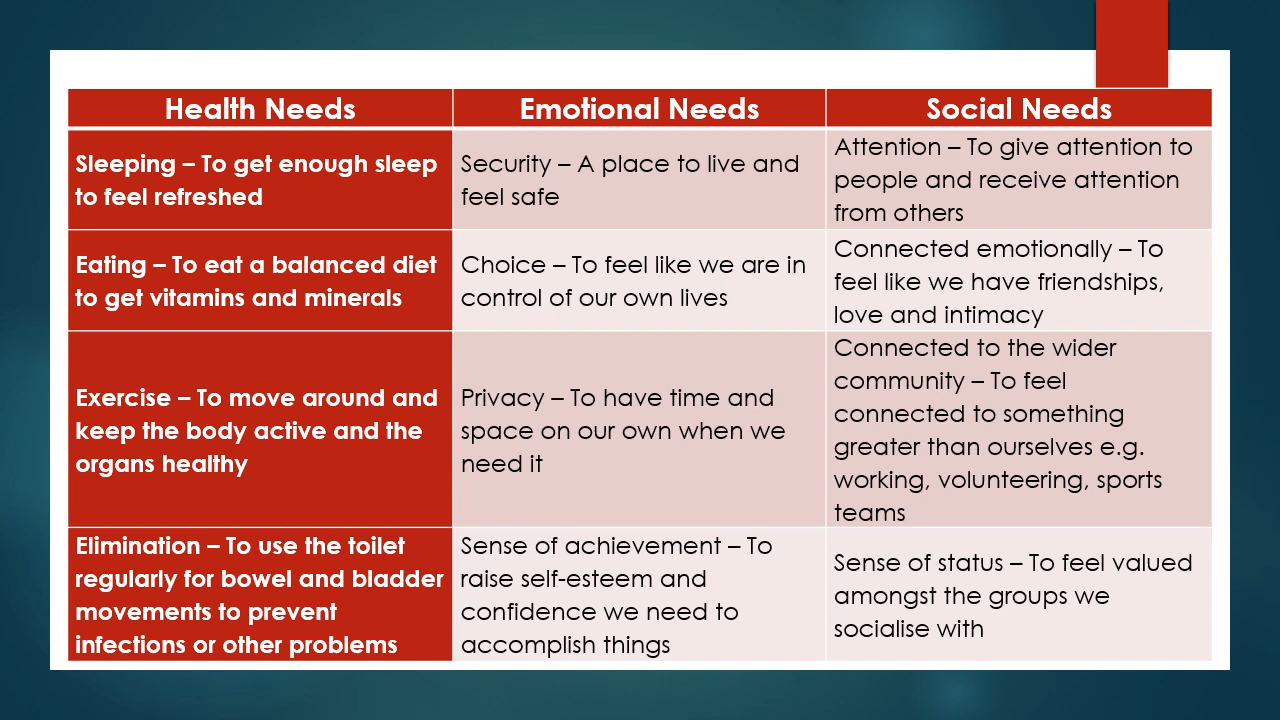 Health Needs
Emotional Needs
Social Needs
Sleeping – To get enough sleep
to feel refreshed
Security – A place to live and
feel safe
Attention – To give attention to
people and receive attention
from others
Eating – To eat a balanced diet
to get vitamins and minerals
Choice – To feel like we are in
control of our own lives
Connected emotionally – To
feel like we have friendships,
love and intimacy
Exercise – To move around and
keep the body active and the
organs healthy
Privacy – To have time and
space on our own when we
need it
Connected to the wider
community – To feel
connected to something
greater than ourselves e.g.
working, volunteering, sports
teams
Elimination – To use the toilet
regularly for bowel and bladder
movements to prevent
infections or other problems
Sense of achievement – To
raise self-esteem and
confidence we need to
accomplish things
Sense of status – To feel valued
amongst the groups we
socialise with